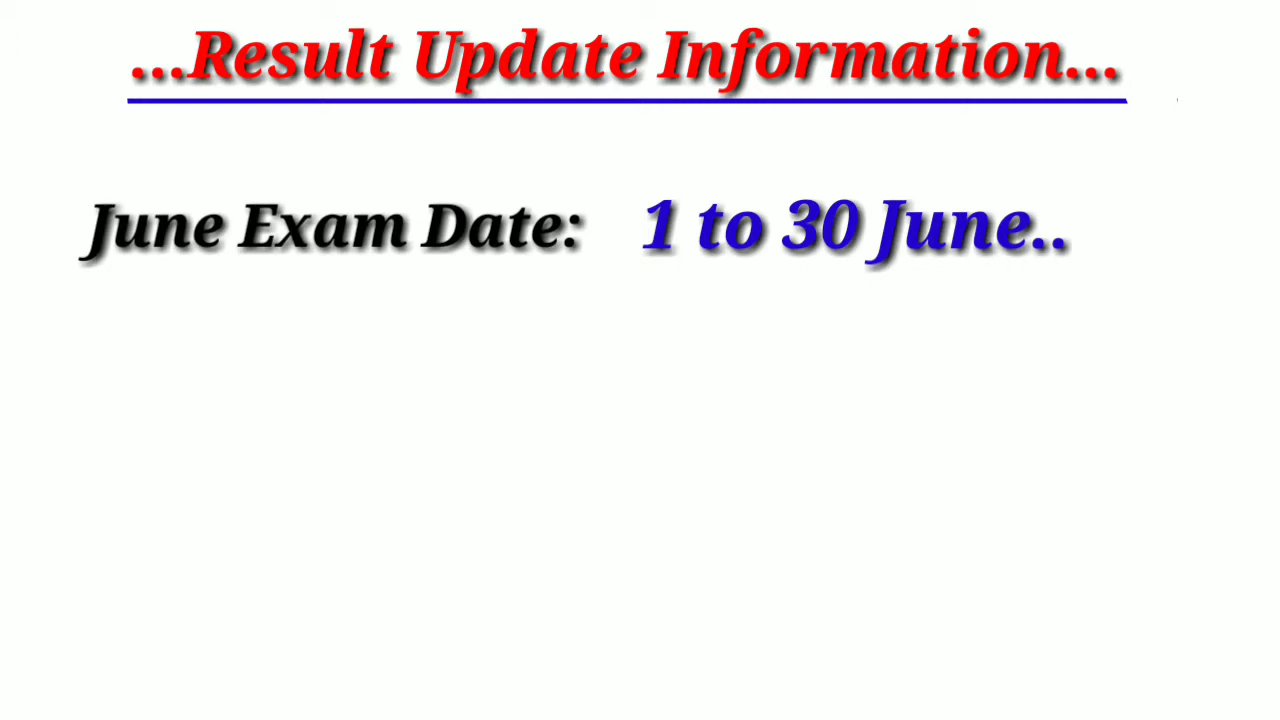 ...Result Update Information...
June Exam Date: 1 to 30 June..